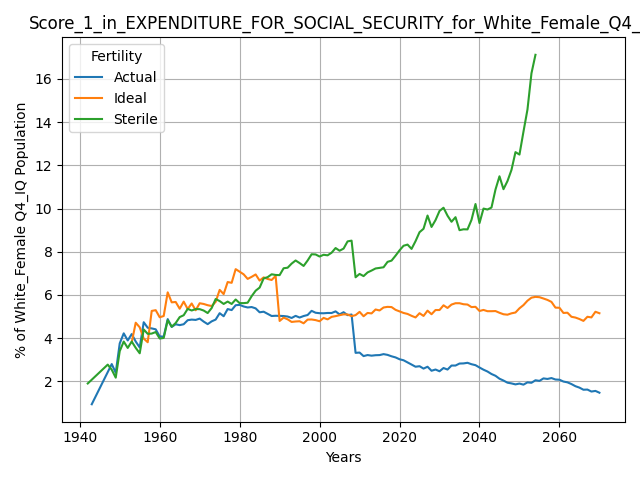 Score_1_in_EXPENDITURE_FOR_SOCIAL_SECURITY_for_White_Female_Q4_
Fertility
Actual
Ideal
Sterile
% of White_Female Q4_IQ Population
16
14
12
10
8
6
4
2
1940 1960 1980 2000 2020 2040 2060
Years